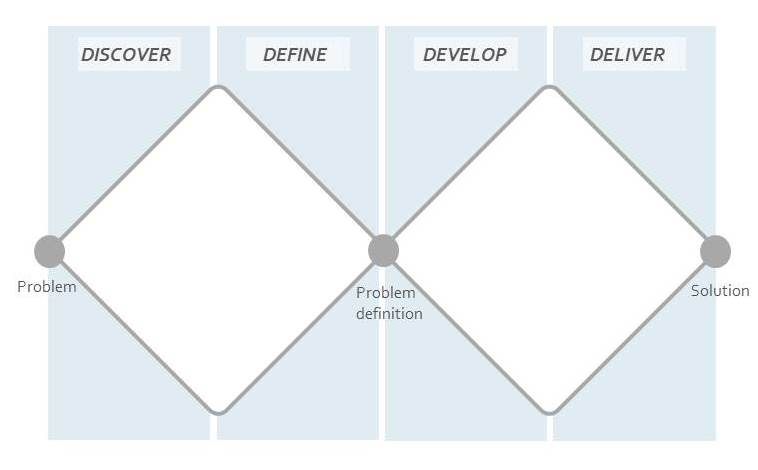 DISCOVER
DEFINE
DEVELOP
DELIVER
Problem
Problem
definition
Solution